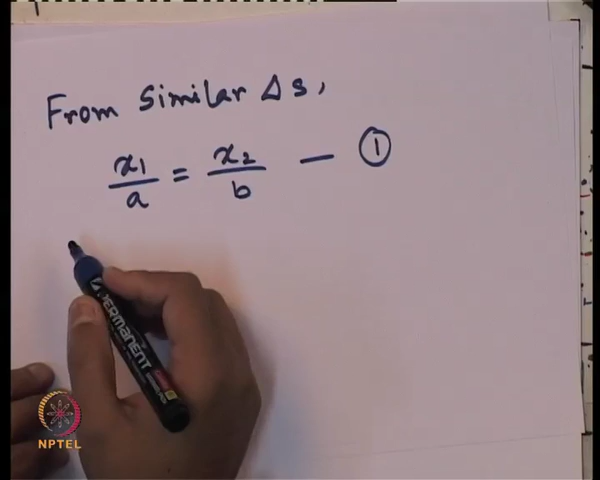 From Similar Δs,
x₁/a = x₂/b — ①
PERMANENT
NPTEL